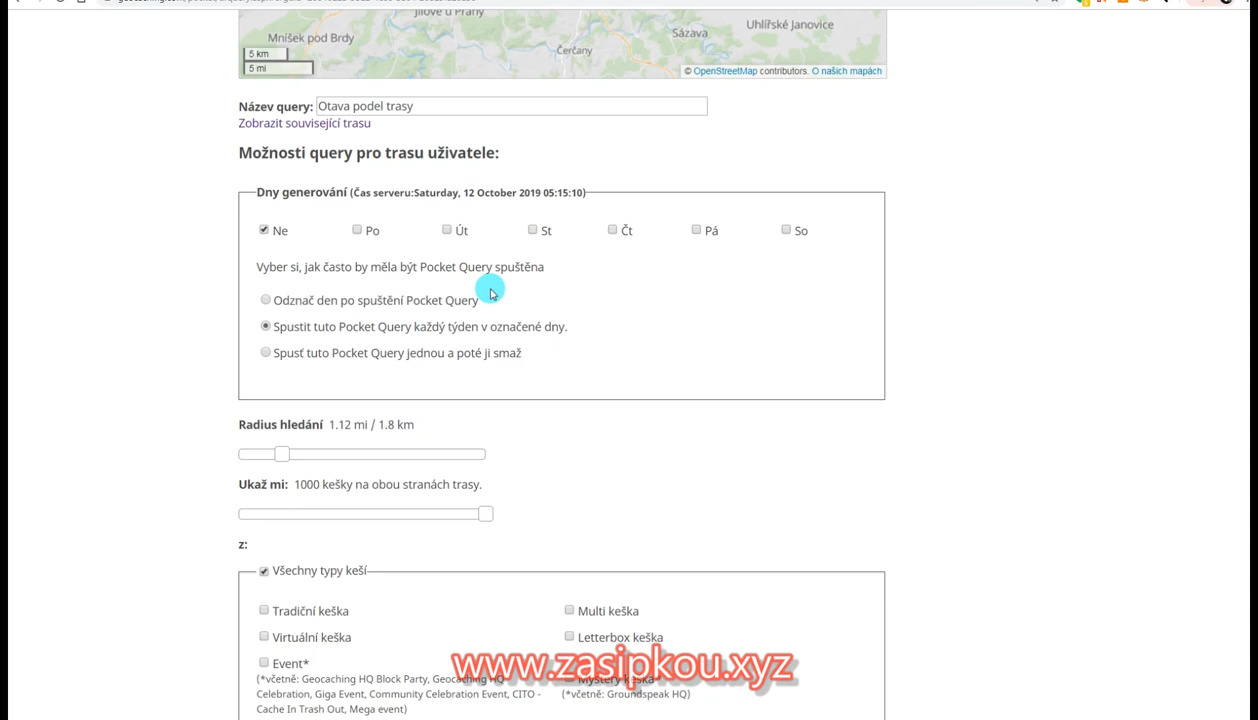 Jílové u Prahy
Mníšek pod Brdy
Sázava
Uhlířské Janovice
Čerčany
5 km
5 mi
© OpenStreetMap contributors. O našich mapách
Název query: Otava podel trasy
Zobrazit související trasu
Možnosti query pro trasu uživatele:
Dny generování (Čas serveru:Saturday, 12 October 2019 05:15:10)
Ne Po Út St Čt Pá So
Vyber si, jak často by měla být Pocket Query spuštěna
Odznač den po spuštění Pocket Query
Spustit tuto Pocket Query každý týden v označené dny.
Spusť tuto Pocket Query jednou a poté ji smaž
Radius hledání 1.12 mi / 1.8 km
Ukaž mi: 1000 kešky na obou stranách trasy.
z:
Všechny typy keší
Tradiční keška Multi keška
Virtuální keška Letterbox keška
Event* Mystery keška
www.zasipkou.xyz
(*včetně: Geocaching HQ Block Party, Geocaching HQ
Celebration, Giga Event, Community Celebration Event, CITO -
Cache In Trash Out, Mega event)
(*včetně: Groundspeak HQ)